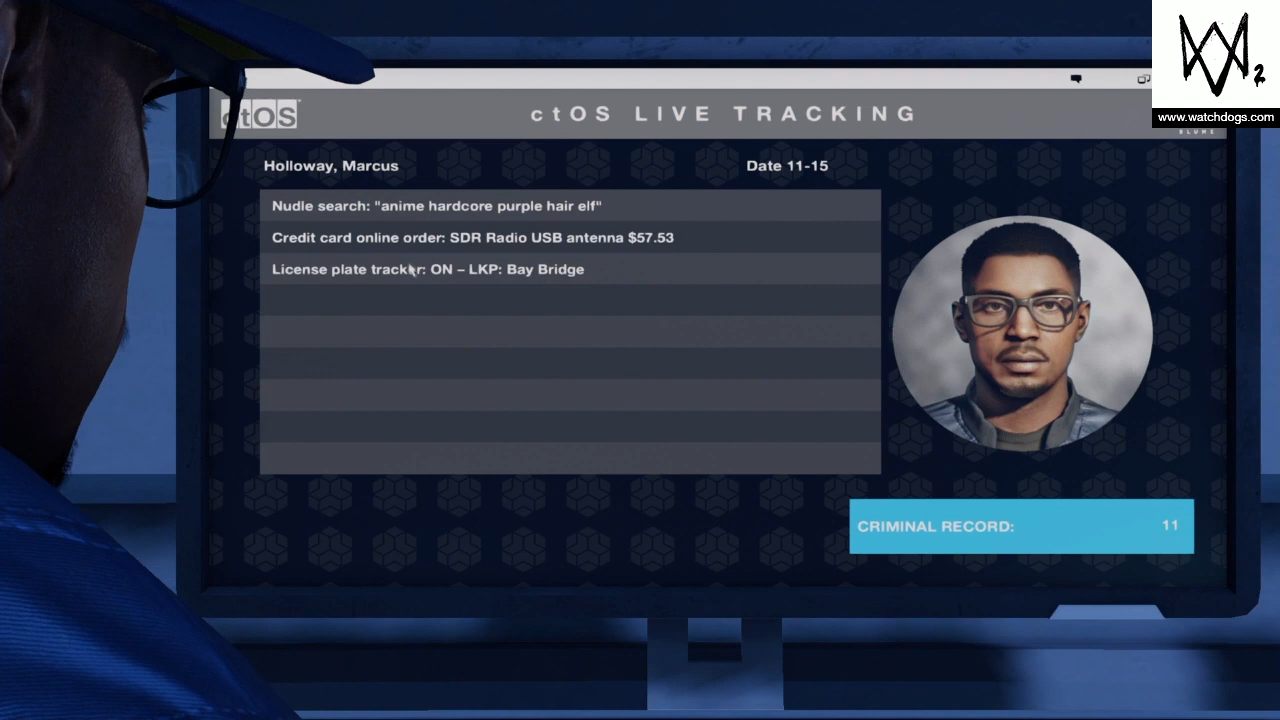 2
www.watchdogs.com
ctOS
ctOS LIVE TRACKING
BLUME
Holloway, Marcus
Date 11-15
Nudle search: "anime hardcore purple hair elf"
Credit card online order: SDR Radio USB antenna $57.53
License plate tracker: ON – LKP: Bay Bridge
CRIMINAL RECORD: 11